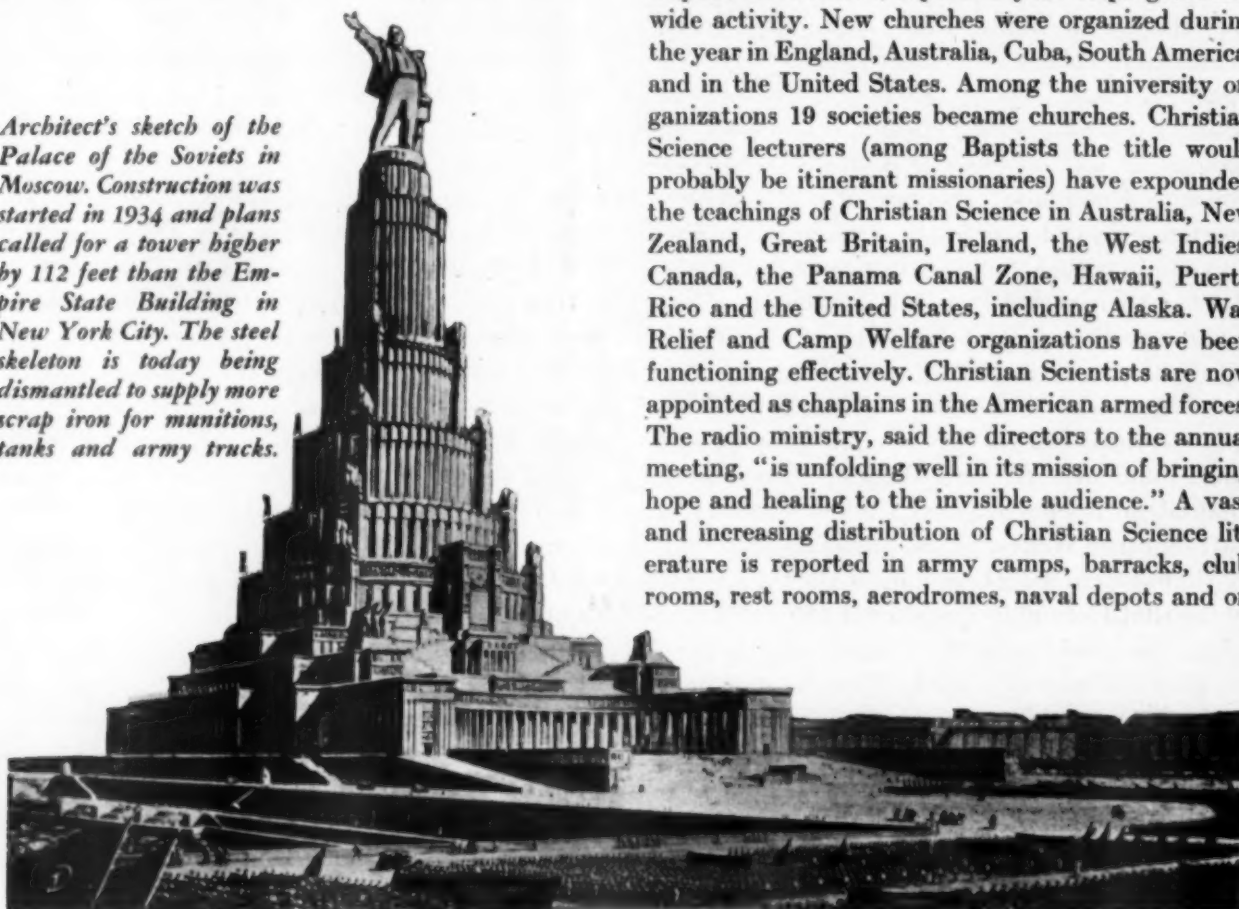 Architect's sketch of the
Palace of the Soviets in
Moscow. Construction was
started in 1934 and plans
called for a tower higher
by 112 feet than the Em-
pire State Building in
New York City. The steel
skeleton is today being
dismantled to supply more
scrap iron for munitions,
tanks and army trucks.
wide activity. New churches were organized durin
the year in England, Australia, Cuba, South America
and in the United States. Among the university or
ganizations 19 societies became churches. Christia
Science lecturers (among Baptists the title woul
probably be itinerant missionaries) have expounde
the teachings of Christian Science in Australia, New
Zealand, Great Britain, Ireland, the West Indies
Canada, the Panama Canal Zone, Hawaii, Puert
Rico and the United States, including Alaska. Wa
Relief and Camp Welfare organizations have bee
functioning effectively. Christian Scientists are now
appointed as chaplains in the American armed forces
The radio ministry, said the directors to the annua
meeting, "is unfolding well in its mission of bringin
hope and healing to the invisible audience." A vas
and increasing distribution of Christian Science lit
erature is reported in army camps, barracks, club
rooms, rest rooms, aerodromes, naval depots and o